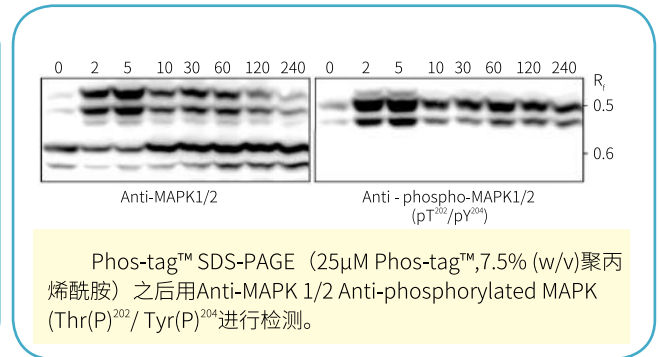 0 2 5 10 30 60 120 240
0 2 5 10 30 60 120 240
Rf
0.5
0.6
Anti-MAPK1/2
Anti - phospho-MAPK1/2
(pT202/pY204)
Phos-tag™ SDS-PAGE（25μM Phos-tag™,7.5% (w/v)聚丙
烯酰胺）之后用Anti-MAPK 1/2 Anti-phosphorylated MAPK
(Thr(P)202/ Tyr(P)204进行检测。